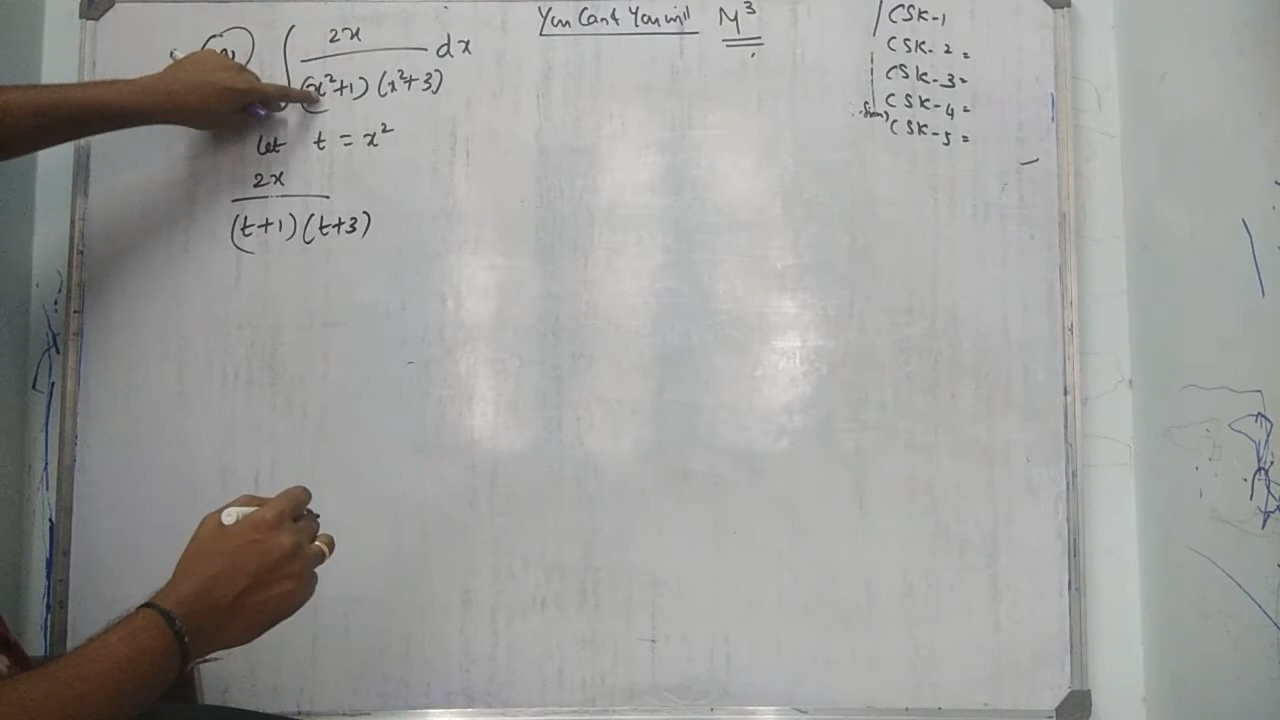 You Can & You will M³
∫ 2x / (x²+1) (x²+3) dx
let t = x²
2x / (t+1) (t+3)
CSK-1
CSK-2 =
CSK-3 =
CSK-4 =
CSK-5 =